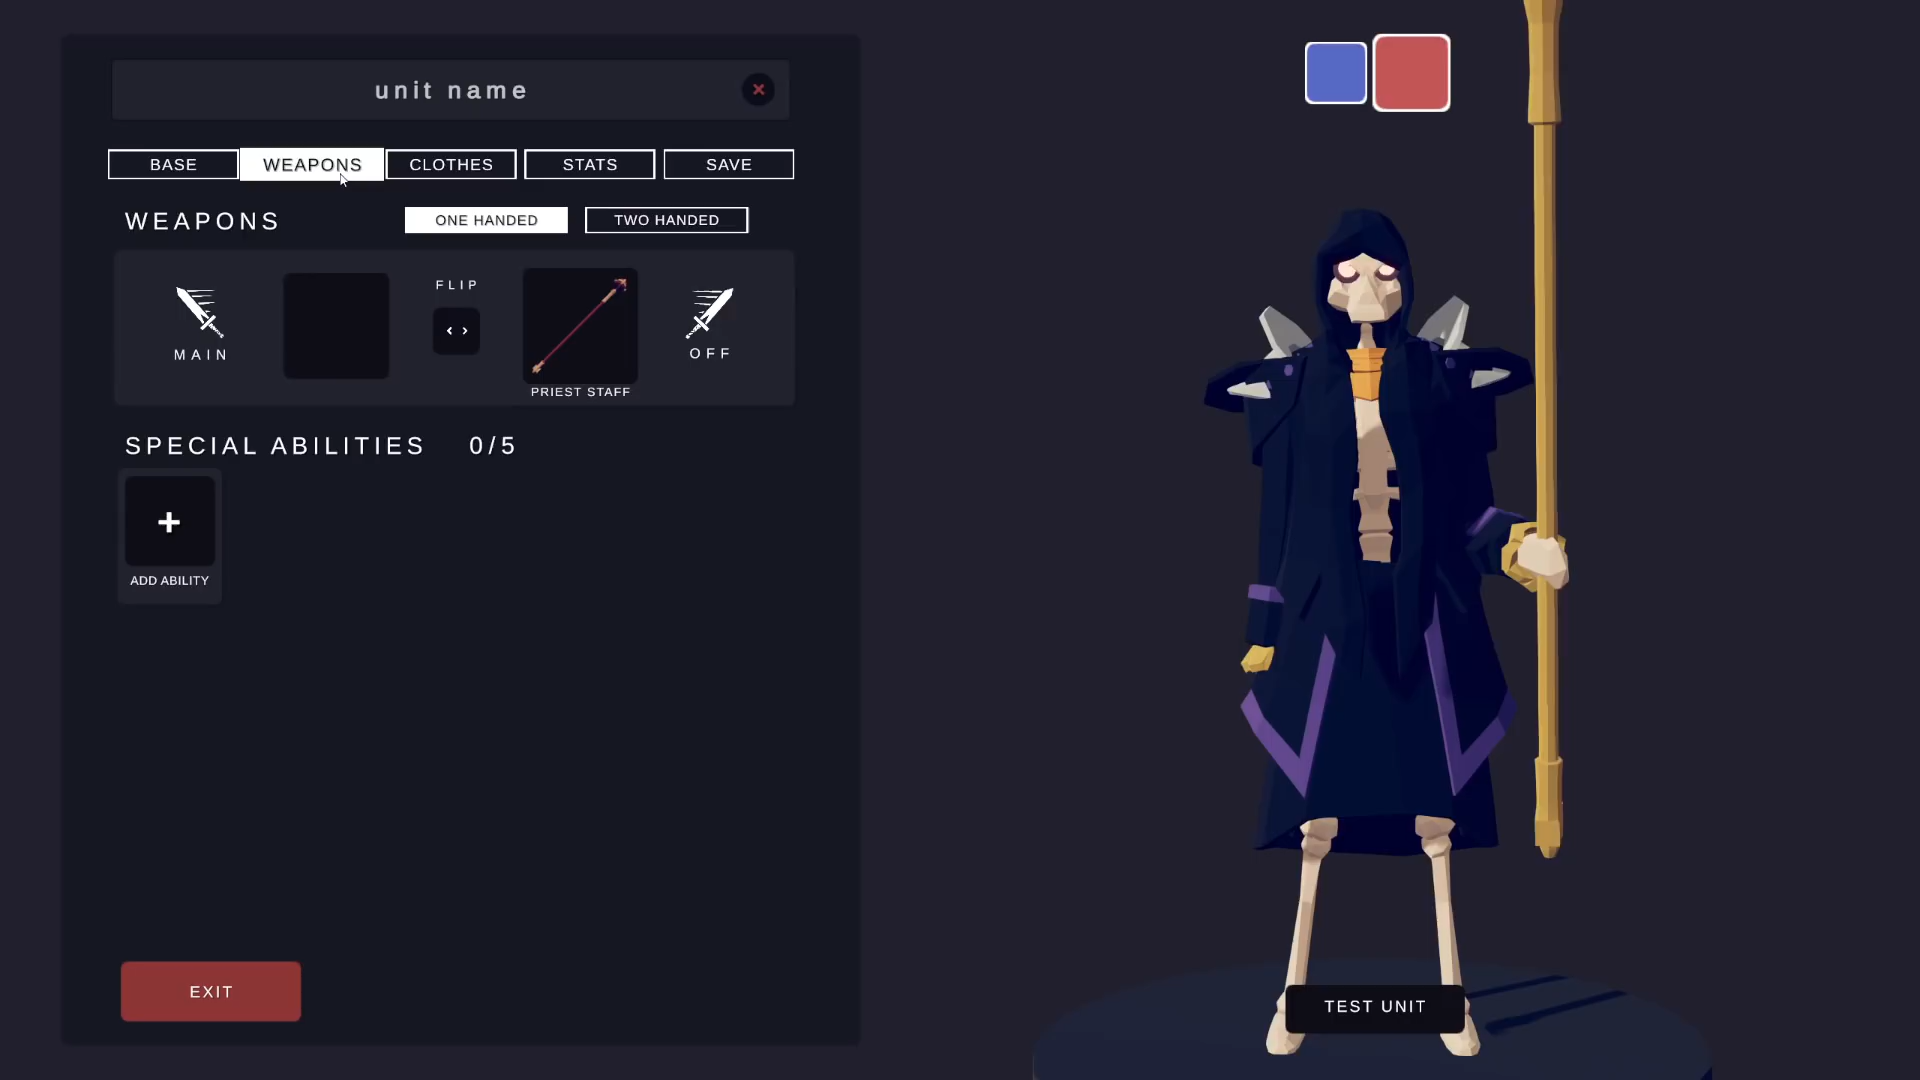 unit name
BASE
WEAPONS
CLOTHES
STATS
SAVE
WEAPONS
ONE HANDED
TWO HANDED
MAIN
FLIP
PRIEST STAFF
OFF
SPECIAL ABILITIES 0/5
ADD ABILITY
EXIT
TEST UNIT